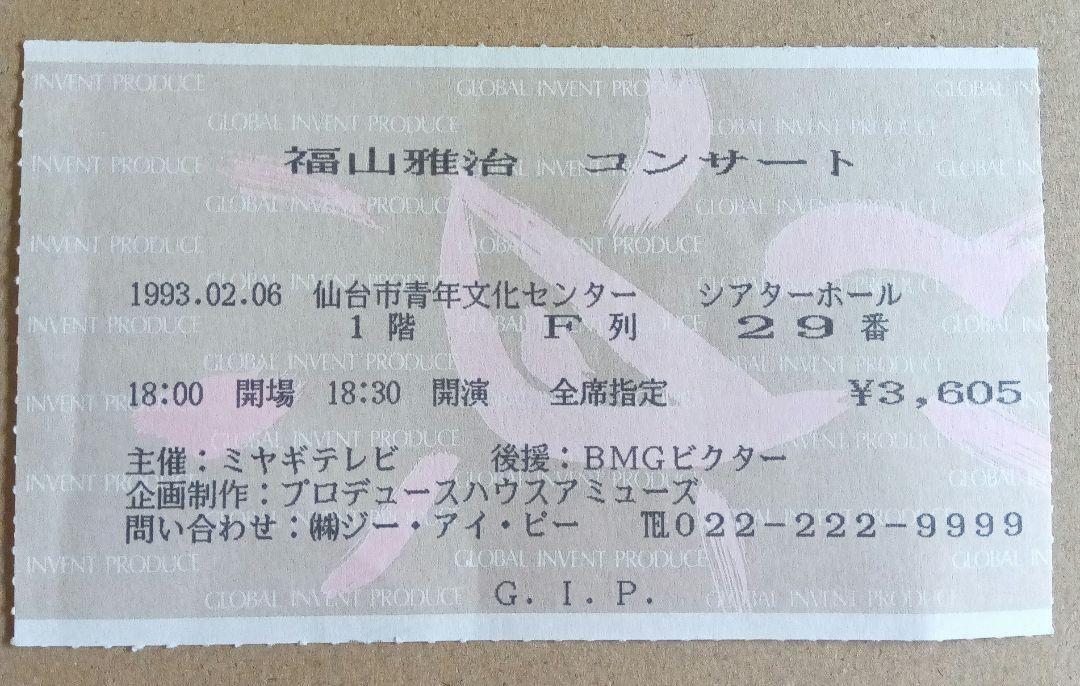 福山雅治 コンサート
1993.02.06 仙台市青年文化センター シアターホール
1階 F列 29番
18:00 開場 18:30 開演 全席指定 ¥3,605
主催：ミヤギテレビ 後援：BMGビクター
企画制作：プロデュースハウスアミューズ
問い合わせ：㈱ジー・アイ・ピー ℡022-222-9999
G.I.P.
GLOBAL INVENT PRODUCE